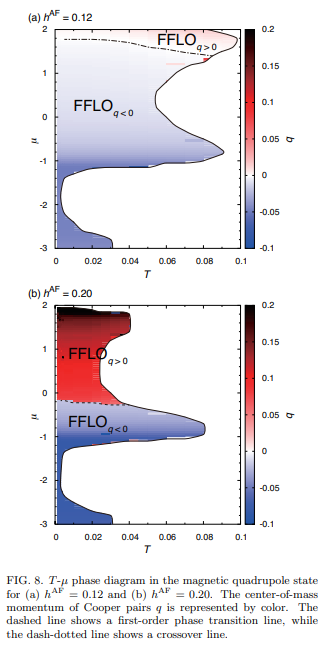 (a) h^AF = 0.12
FFLO_q>0
FFLO_q<0
2
1
0
-1
-2
-3
μ
0 0.02 0.04 0.06 0.08 0.1
T
0.2
0.15
0.1
0.05
0
-0.05
-0.1
q
(b) h^AF = 0.20
FFLO_q>0
FFLO_q<0
2
1
0
-1
-2
-3
μ
0 0.02 0.04 0.06 0.08 0.1
T
0.2
0.15
0.1
0.05
0
-0.05
-0.1
q
FIG. 8. T-μ phase diagram in the magnetic quadrupole state
for (a) h^AF = 0.12 and (b) h^AF = 0.20. The center-of-mass
momentum of Cooper pairs q is represented by color. The
dashed line shows a first-order phase transition line, while
the dash-dotted line shows a crossover line.